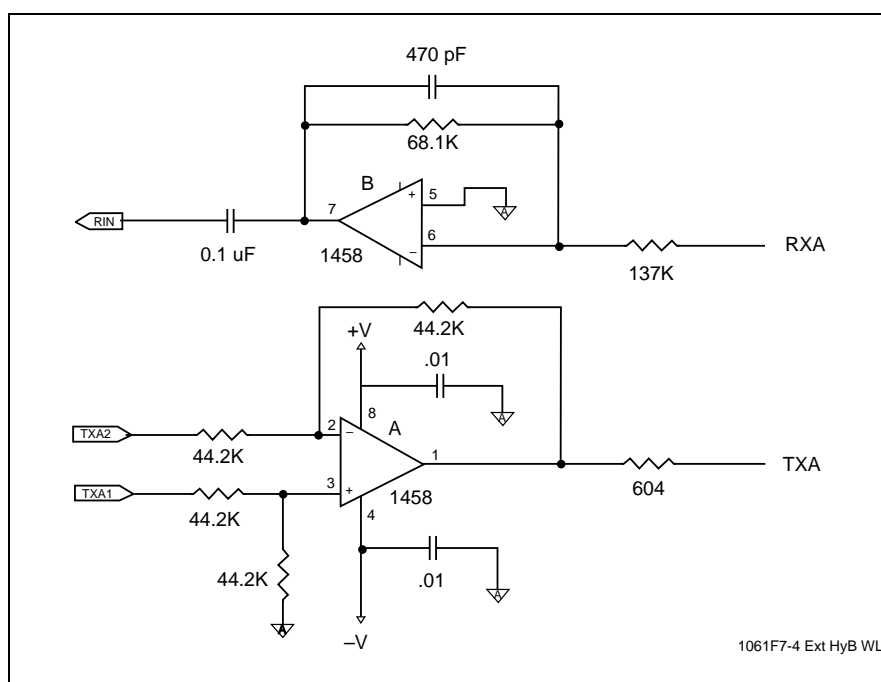 470 pF
68.1K
B
+
5
A
7
RIN
6
−
0.1 uF
1458
137K
RXA
+V
44.2K
.01
A
8
A
TXA2
2
−
44.2K
1
TXA
3
+
TXA1
604
44.2K
1458
4
44.2K
.01
A
A
–V
1061F7-4 Ext HyB WL